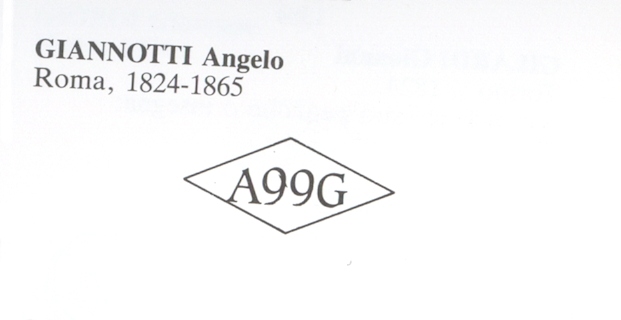 GIANNOTTI Angelo
Roma, 1824-1865
A99G